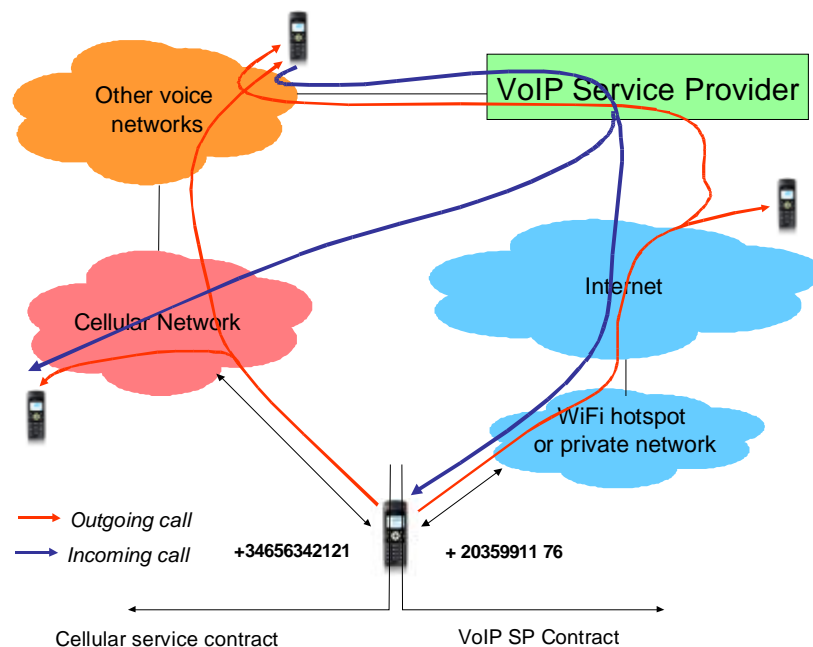 Other voice
networks
VoIP Service Provider
Internet
Cellular Network
WiFi hotspot
or private network
Outgoing call
Incoming call
+34656342121
+ 20359911 76
Cellular service contract
VoIP SP Contract